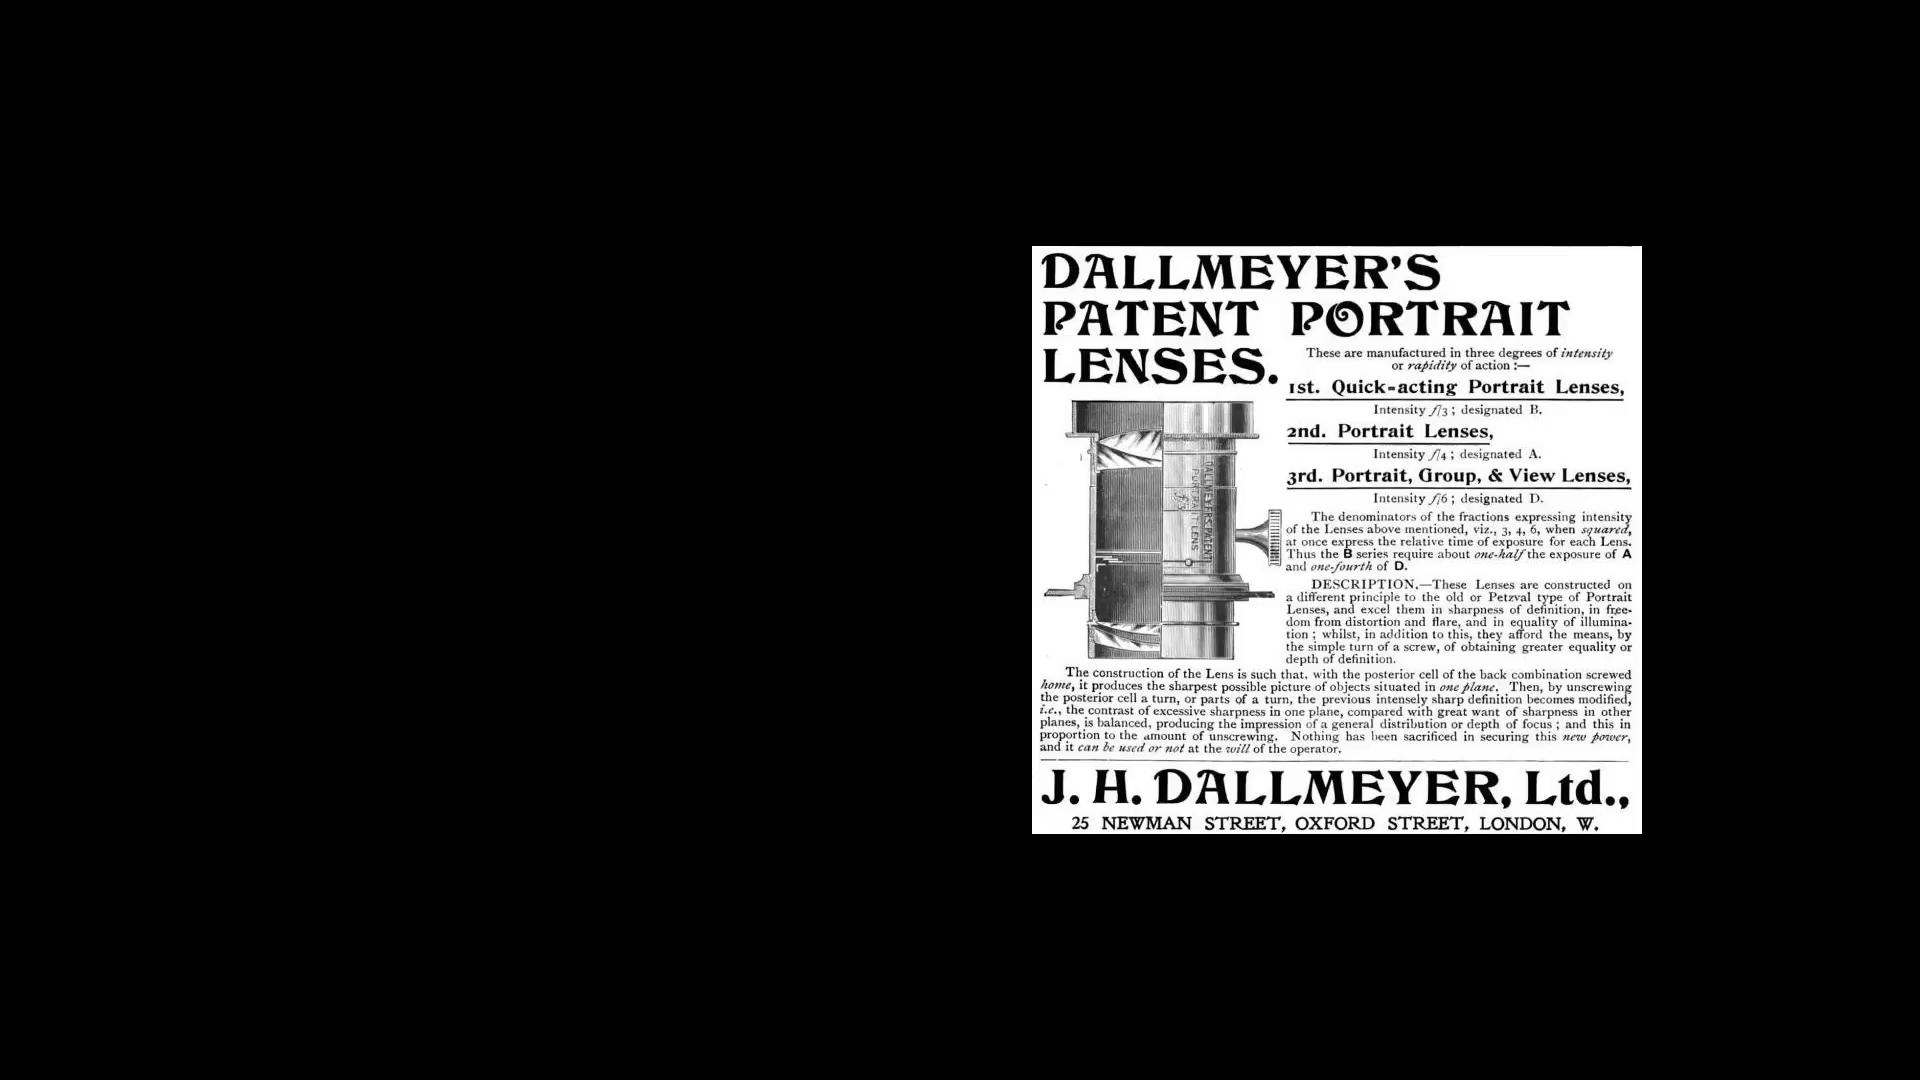 DALLMEYER'S
PATENT PORTRAIT
LENSES.
These are manufactured in three degrees of intensity
or rapidity of action :—
1st. Quick-acting Portrait Lenses,
Intensity f/3 ; designated B.
2nd. Portrait Lenses,
Intensity f/4 ; designated A.
3rd. Portrait, Group, & View Lenses,
Intensity f/6 ; designated D.
DALLMEYERS PATENT
PORTRAIT LENS
The denominators of the fractions expressing intensity
of the Lenses above mentioned, viz., 3, 4, 6, when squared,
at once express the relative time of exposure for each Lens.
Thus the B series require about one-half the exposure of A
and one-fourth of D.
DESCRIPTION.—These Lenses are constructed on
a different principle to the old or Petzval type of Portrait
Lenses, and excel them in sharpness of definition, in free-
dom from distortion and flare, and in equality of illumina-
tion ; whilst, in addition to this, they afford the means, by
the simple turn of a screw, of obtaining greater equality or
depth of definition.
The construction of the Lens is such that, with the posterior cell of the back combination screwed
home, it produces the sharpest possible picture of objects situated in one plane. Then, by unscrewing
the posterior cell a turn, or parts of a turn, the previous intensely sharp definition becomes modified,
i.e., the contrast of excessive sharpness in one plane, compared with great want of sharpness in other
planes, is balanced, producing the impression of a general distribution or depth of focus ; and this in
proportion to the amount of unscrewing. Nothing has been sacrificed in securing this new power,
and it can be used or not at the will of the operator.
J. H. DALLMEYER, Ltd.,
25 NEWMAN STREET, OXFORD STREET, LONDON, W.